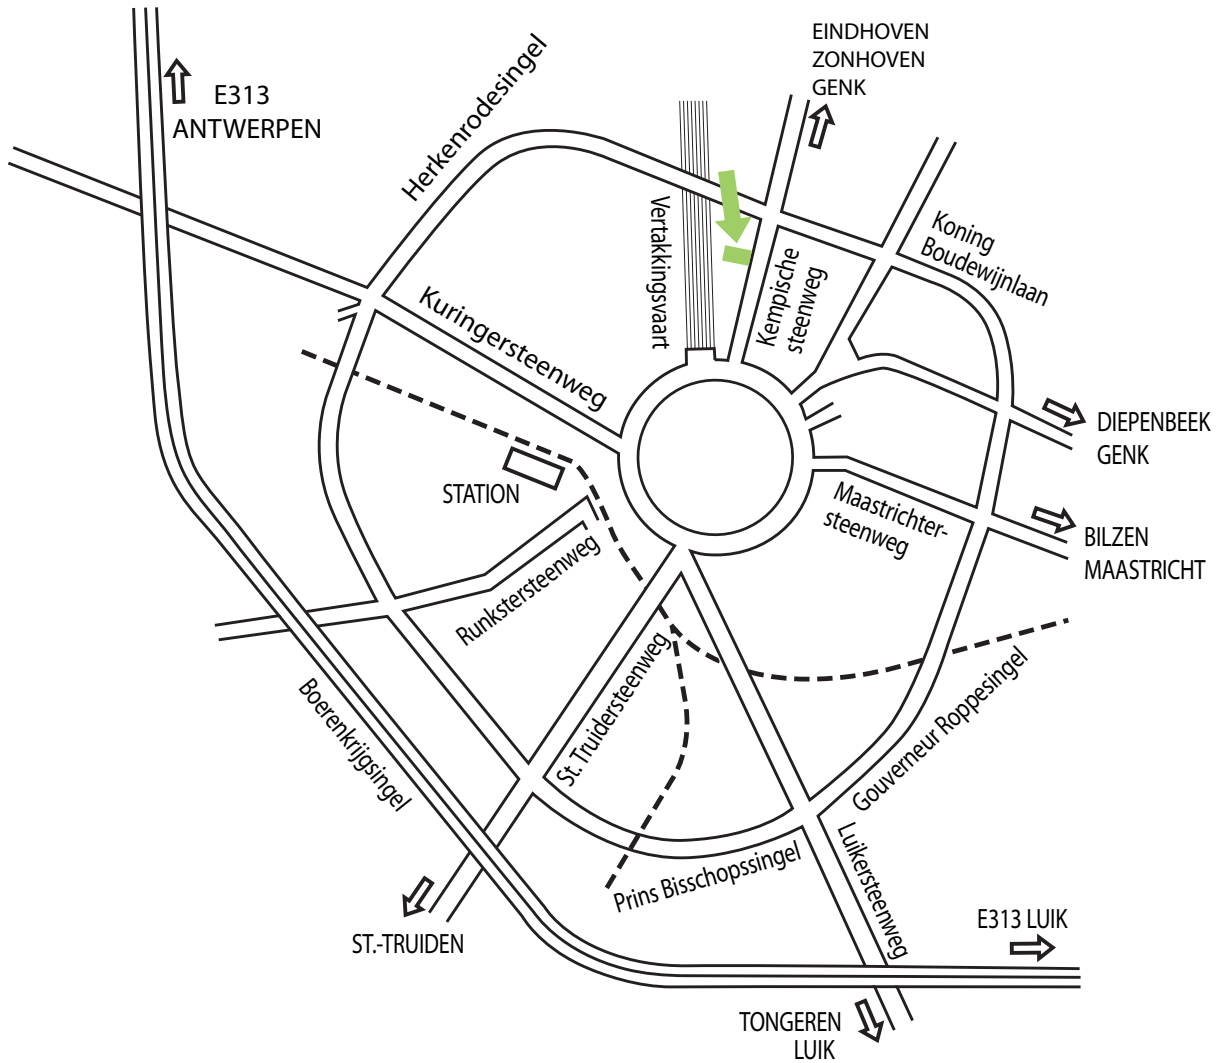 EINDHOVEN
ZONHOVEN
GENK
E313
ANTWERPEN
Herkenrodesingel
Vertakkingsvaart
Kempische
steenweg
Koning
Boudewijnlaan
Kuringersteenweg
DIEPENBEEK
GENK
STATION
Maastrichter-
steenweg
BILZEN
MAASTRICHT
Runkstersteenweg
St. Truidersteenweg
Boerenkrijgsingel
Gouverneur Roppesingel
Prins Bisschopssingel
Luikersteenweg
ST.-TRUIDEN
E313 LUIK
TONGEREN
LUIK